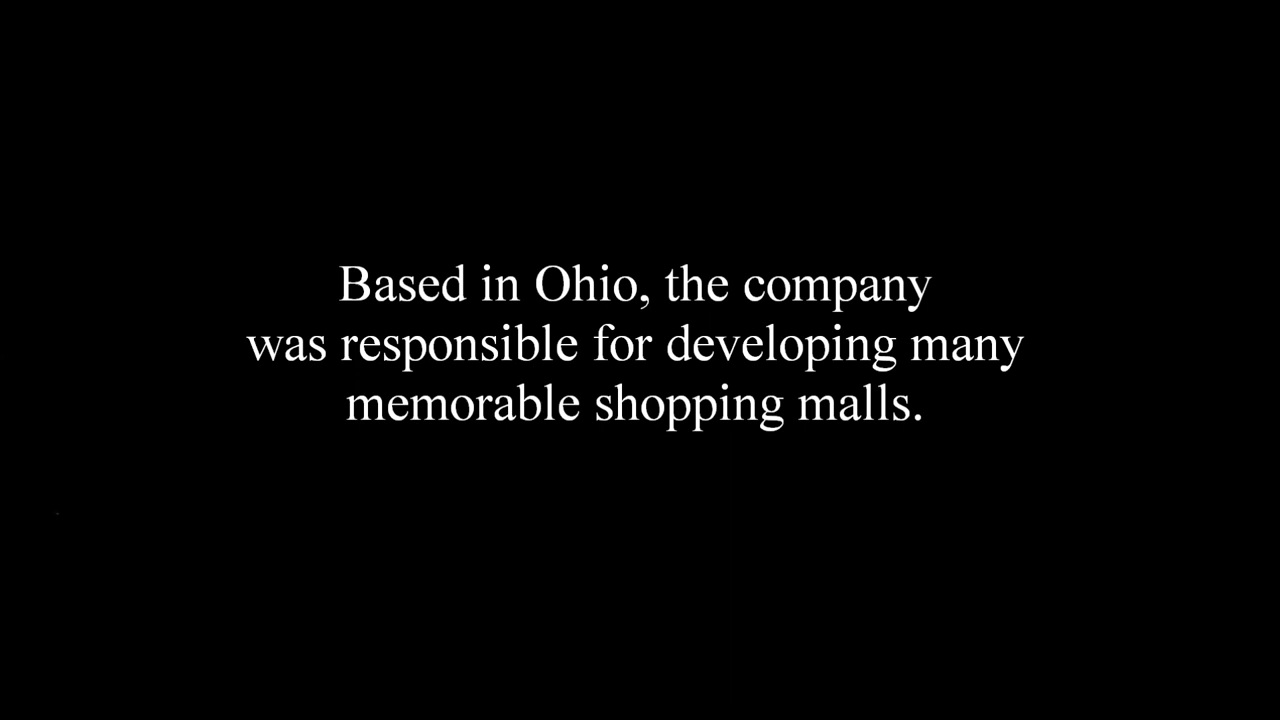 Based in Ohio, the company
was responsible for developing many
memorable shopping malls.